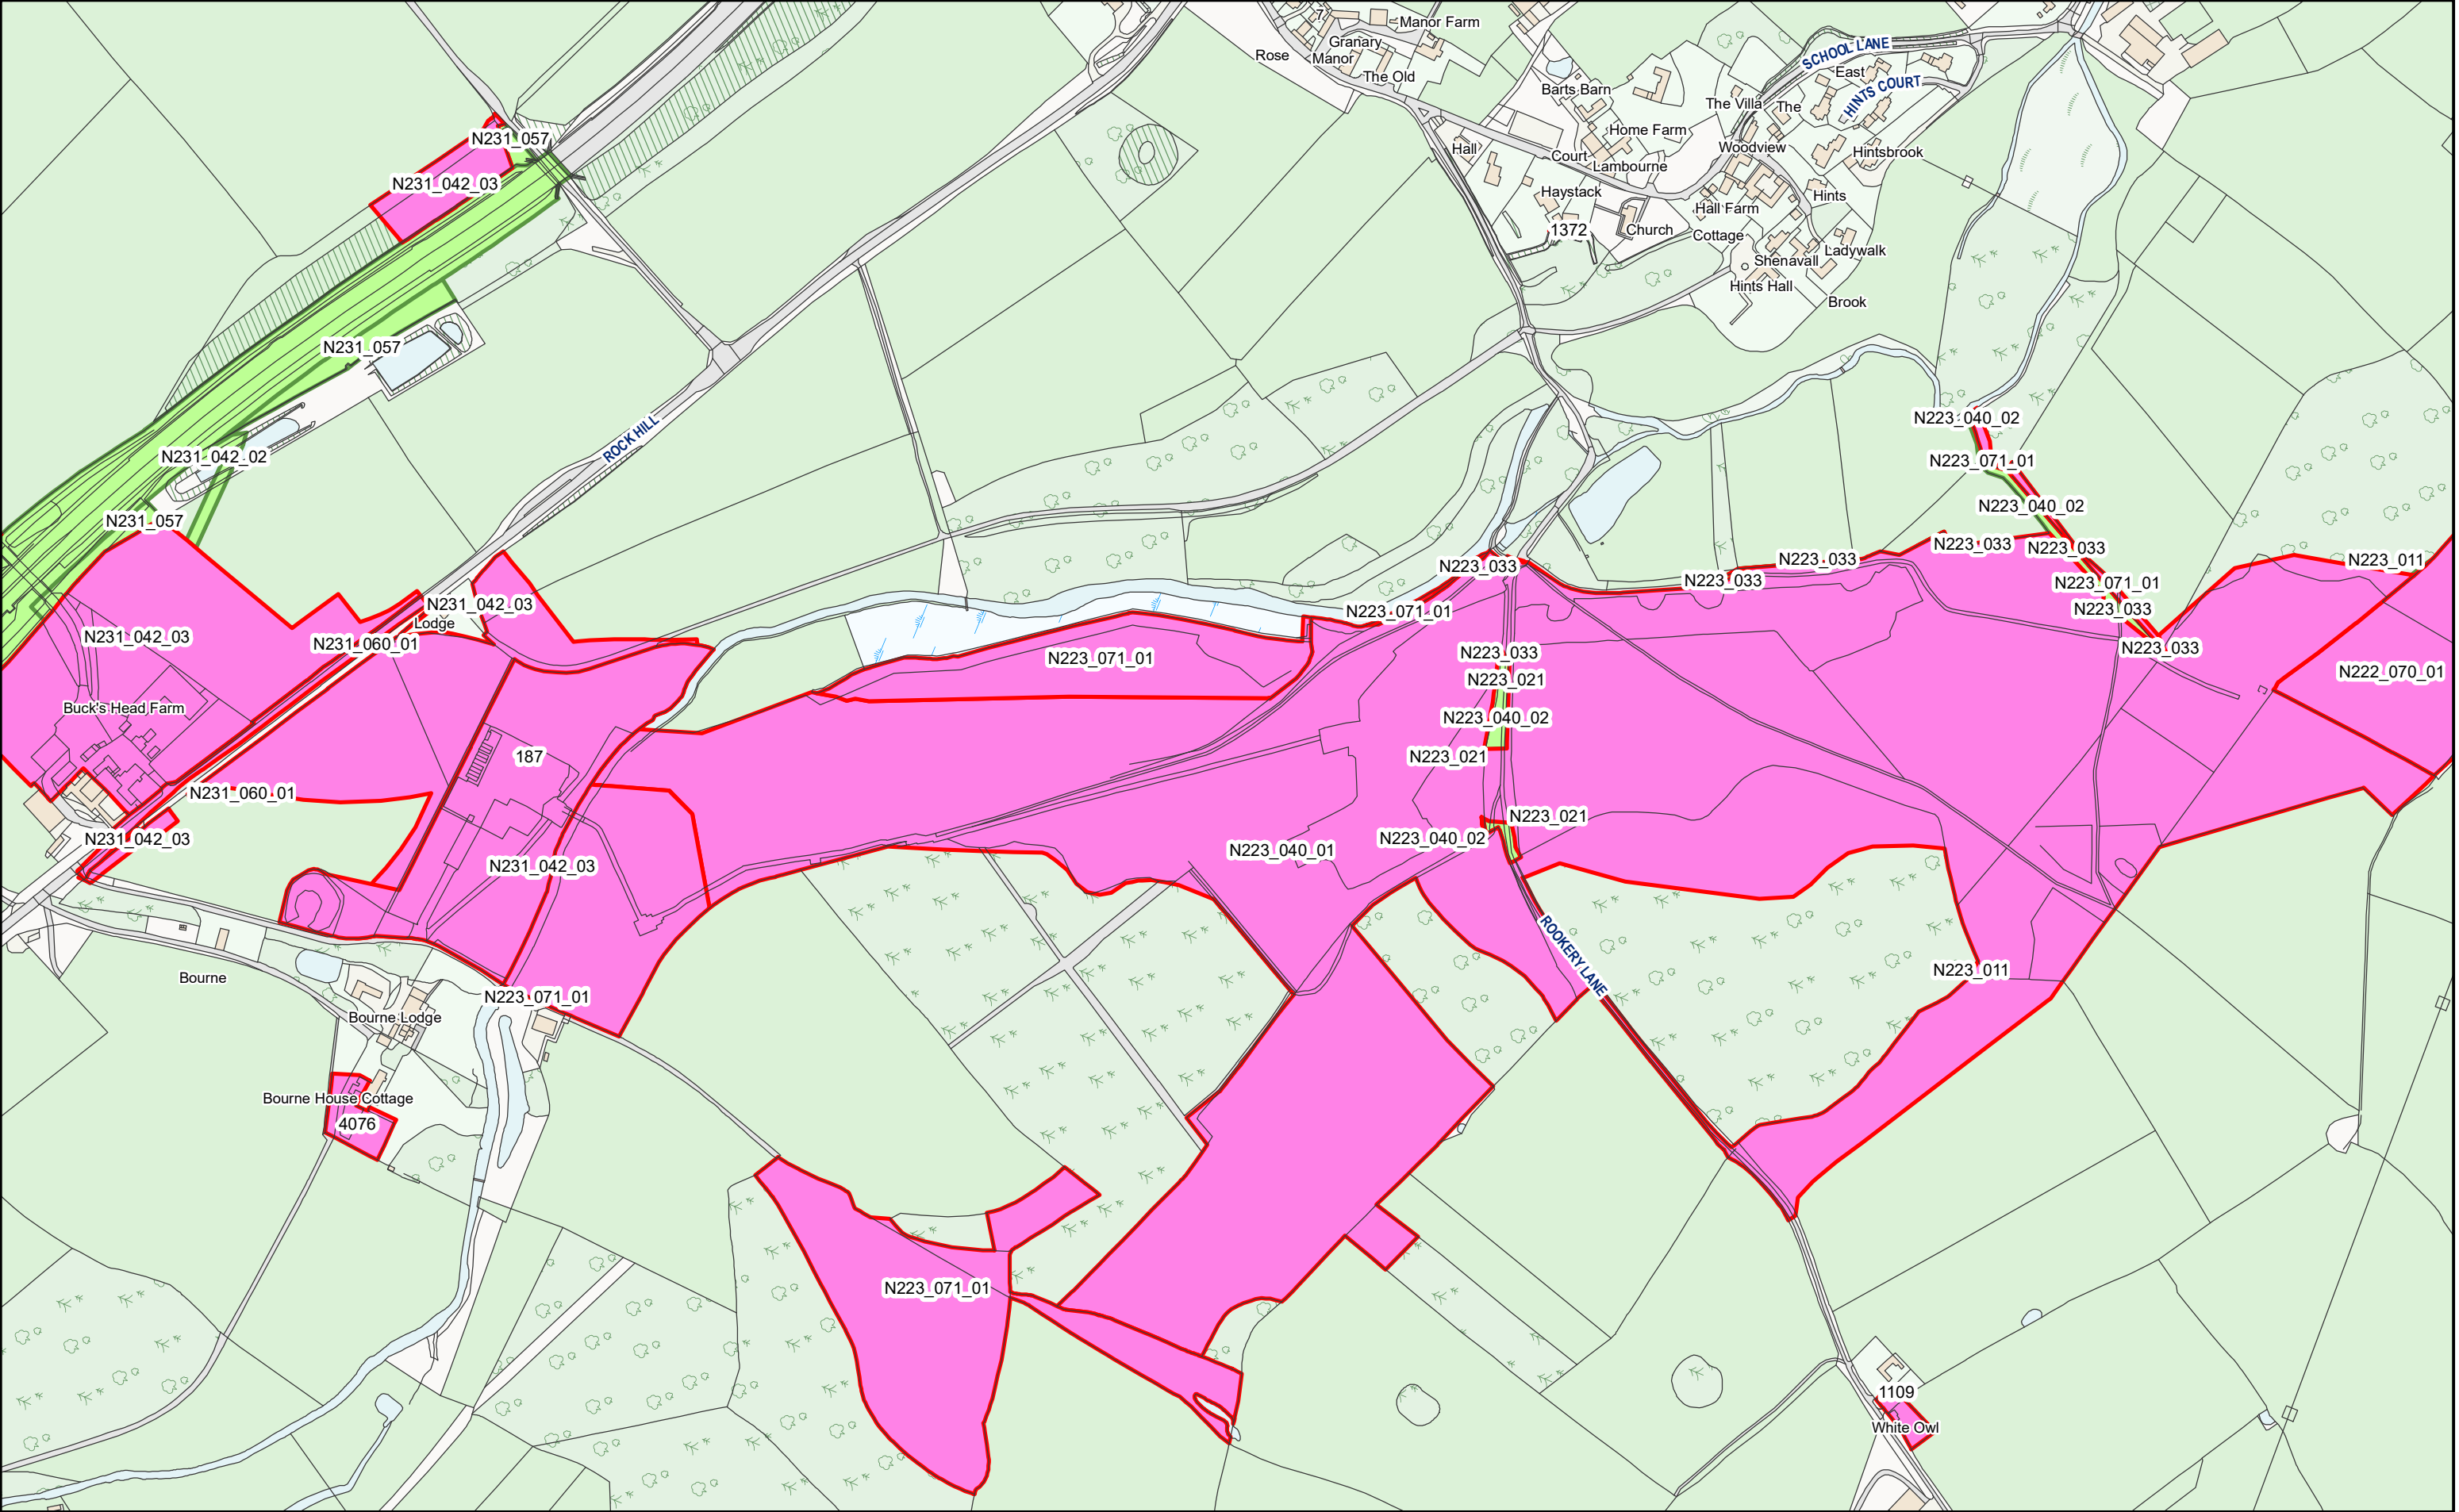 7
Manor Farm
Granary
Rose
Manor
The Old
SCHOOL LANE
East
HINTS COURT
Barts Barn
The Villa
The
Home Farm
N231_057
Hall
Court
Woodview
Hintsbrook
Lambourne
N231_042_03
Haystack
Hints
Hall Farm
1372
Church
Cottage
Ladywalk
Shenavall
Hints Hall
Brook
N231_057
N223_040_02
ROCK HILL
N231_042_02
N223_071_01
N223_040_02
N231_057
N223_033
N223_033
N223_033
N223_033
N223_011
N223_033
N223_071_01
N231_042_03
N223_071_01
N223_033
Lodge
N231_042_03
N231_060_01
N223_033
N223_033
N223_071_01
N222_070_01
N223_021
Buck's Head Farm
N223_040_02
187
N223_021
N231_060_01
N223_021
N231_042_03
N223_040_02
N223_040_01
N231_042_03
ROOKERY LANE
N223_011
Bourne
N223_071_01
Bourne Lodge
Bourne House Cottage
4076
N223_071_01
1109
White Owl